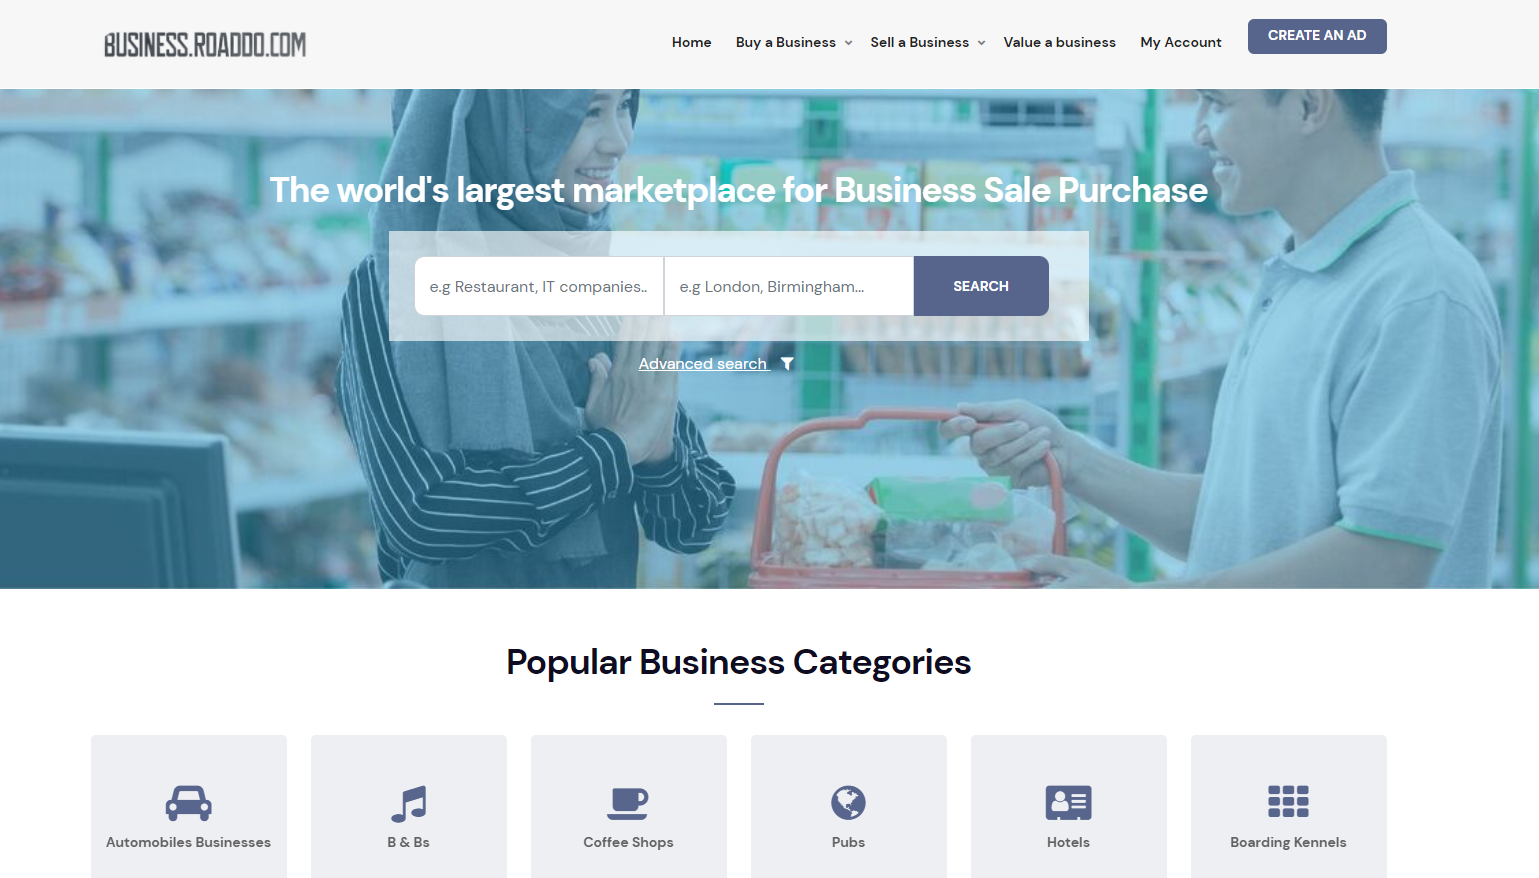 BUSINESS.ROADDO.COM
Home
Buy a Business
Sell a Business
Value a business
My Account
CREATE AN AD
The world's largest marketplace for Business Sale Purchase
e.g Restaurant, IT companies..
e.g London, Birmingham...
SEARCH
Advanced search
Popular Business Categories
Automobiles Businesses
B & Bs
Coffee Shops
Pubs
Hotels
Boarding Kennels